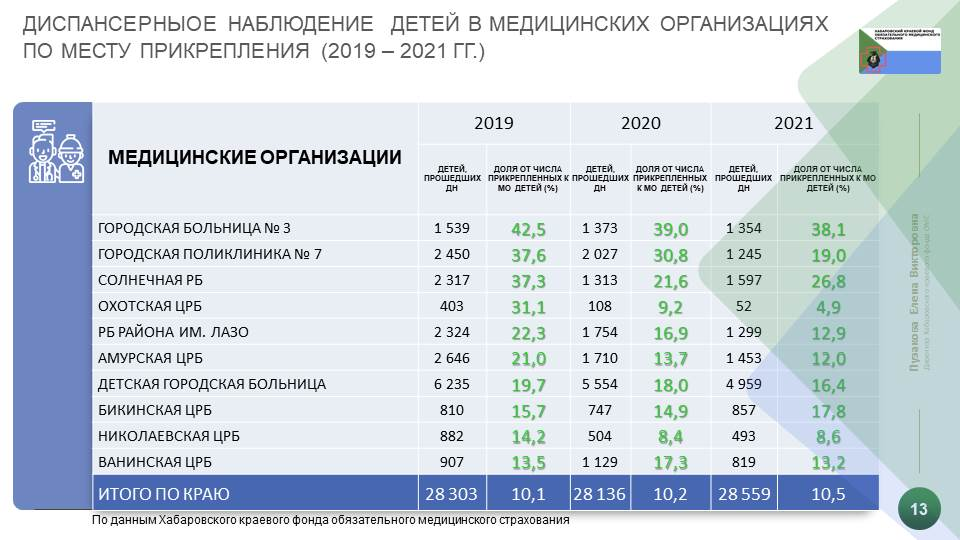 ДИСПАНСЕРНЫОЕ НАБЛЮДЕНИЕ ДЕТЕЙ В МЕДИЦИНСКИХ ОРГАНИЗАЦИЯХ
ПО МЕСТУ ПРИКРЕПЛЕНИЯ (2019 – 2021 ГГ.)
ХАБАРОВСКИЙ КРАЕВОЙ ФОНД
ОБЯЗАТЕЛЬНОГО МЕДИЦИНСКОГО
СТРАХОВАНИЯ
МЕДИЦИНСКИЕ ОРГАНИЗАЦИИ
2019 2020 2021
ДЕТЕЙ, ДОЛЯ ОТ ЧИСЛА ДЕТЕЙ, ДОЛЯ ОТ ЧИСЛА ДЕТЕЙ, ДОЛЯ ОТ ЧИСЛА
ПРОШЕДШИХ ПРИКРЕПЛЕННЫХ К ПРОШЕДШИХ ПРИКРЕПЛЕННЫХ ПРОШЕДШИХ ПРИКРЕПЛЕННЫХ К МО
ДН МО ДЕТЕЙ (%) ДН К МО ДЕТЕЙ (%) ДН ДЕТЕЙ (%)
ГОРОДСКАЯ БОЛЬНИЦА № 3 1 539 42,5 1 373 39,0 1 354 38,1
ГОРОДСКАЯ ПОЛИКЛИНИКА № 7 2 450 37,6 2 027 30,8 1 245 19,0
СОЛНЕЧНАЯ РБ 2 317 37,3 1 313 21,6 1 597 26,8
ОХОТСКАЯ ЦРБ 403 31,1 108 9,2 52 4,9
РБ РАЙОНА ИМ. ЛАЗО 2 324 22,3 1 754 16,9 1 299 12,9
АМУРСКАЯ ЦРБ 2 646 21,0 1 710 13,7 1 453 12,0
ДЕТСКАЯ ГОРОДСКАЯ БОЛЬНИЦА 6 235 19,7 5 554 18,0 4 959 16,4
БИКИНСКАЯ ЦРБ 810 15,7 747 14,9 857 17,8
НИКОЛАЕВСКАЯ ЦРБ 882 14,2 504 8,4 493 8,6
ВАНИНСКАЯ ЦРБ 907 13,5 1 129 17,3 819 13,2
ИТОГО ПО КРАЮ 28 303 10,1 28 136 10,2 28 559 10,5
По данным Хабаровского краевого фонда обязательного медицинского страхования
Пузакова Елена Викторовна
Директор Хабаровского краевого фонда ОМС
13